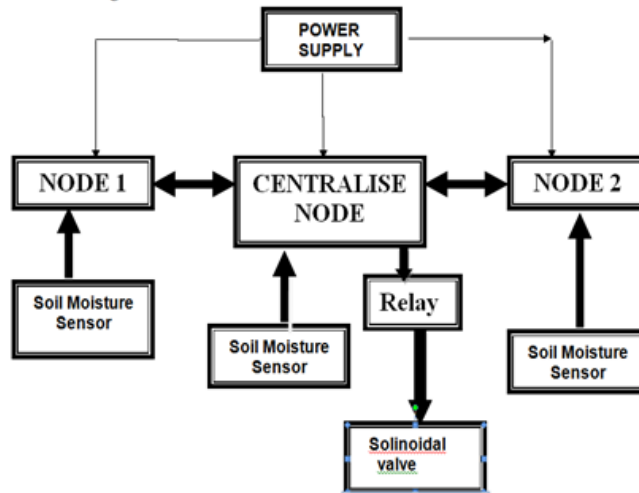 POWER
SUPPLY
NODE 1
CENTRALISE
NODE
NODE 2
Soil Moisture
Sensor
Soil Moisture
Sensor
Relay
Soil Moisture
Sensor
Solinoidal
valve